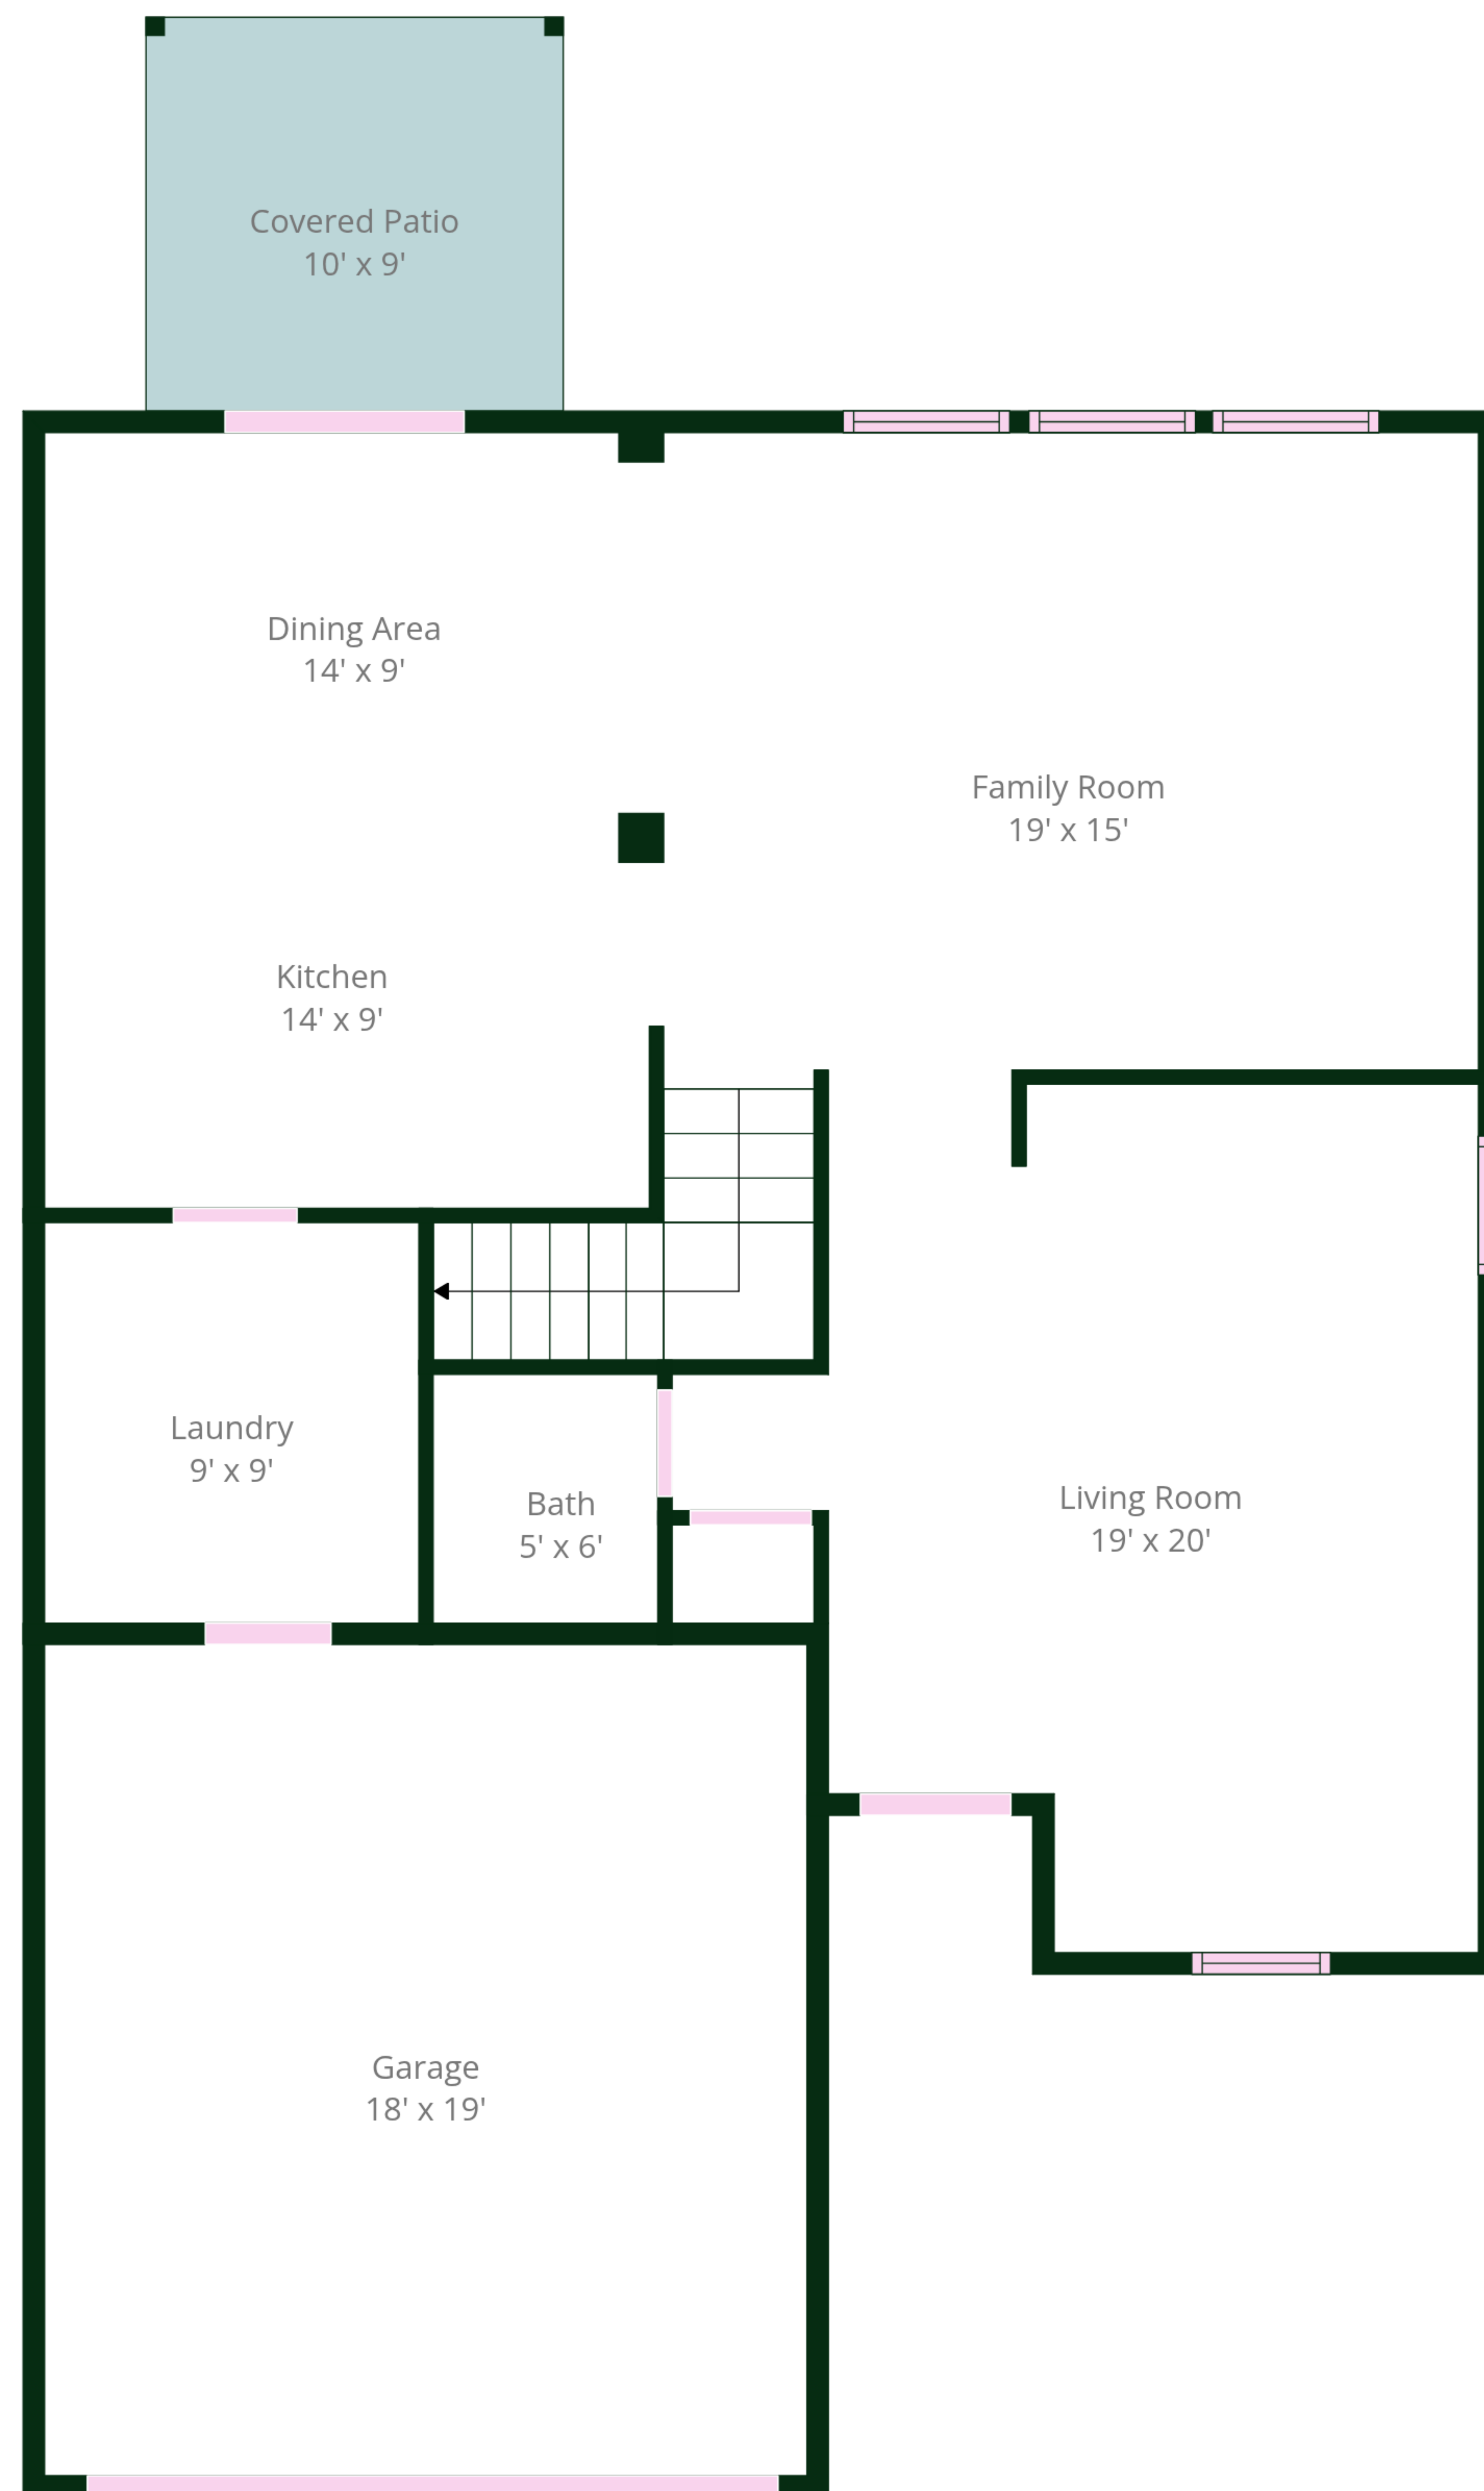 Covered Patio
10' x 9'
Dining Area
14' x 9'
Family Room
19' x 15'
Kitchen
14' x 9'
Laundry
9' x 9'
Bath
5' x 6'
Living Room
19' x 20'
Garage
18' x 19'